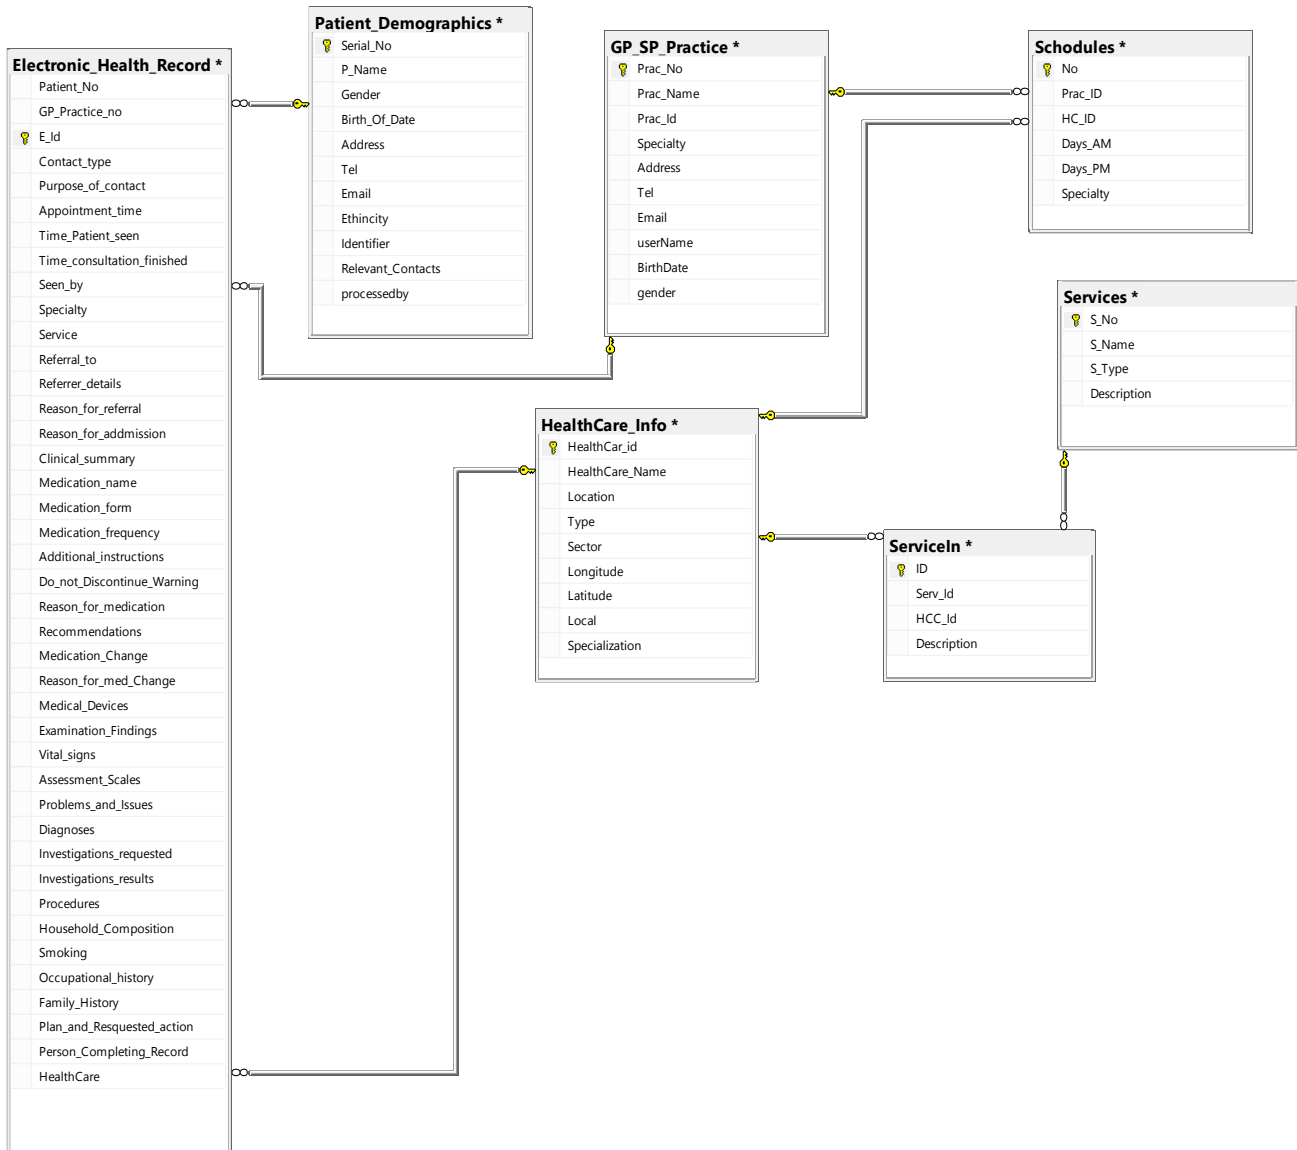 Electronic_Health_Record *
Patient_No
GP_Practice_no
E_Id
Contact_type
Purpose_of_contact
Appointment_time
Time_Patient_seen
Time_consultation_finished
Seen_by
Specialty
Service
Referral_to
Referrer_details
Reason_for_referral
Reason_for_addmission
Clinical_summary
Medication_name
Medication_form
Medication_frequency
Additional_instructions
Do_not_Discontinue_Warning
Reason_for_medication
Recommendations
Medication_Change
Reason_for_med_Change
Medical_Devices
Examination_Findings
Vital_signs
Assessment_Scales
Problems_and_Issues
Diagnoses
Investigations_requested
Investigations_results
Procedures
Household_Composition
Smoking
Occupational_history
Family_History
Plan_and_Resquested_action
Person_Completing_Record
HealthCare
Patient_Demographics *
Serial_No
P_Name
Gender
Birth_Of_Date
Address
Tel
Email
Ethincity
Identifier
Relevant_Contacts
processedby
GP_SP_Practice *
Prac_No
Prac_Name
Prac_Id
Specialty
Address
Tel
Email
userName
BirthDate
gender
Schodules *
No
Prac_ID
HC_ID
Days_AM
Days_PM
Specialty
Services *
S_No
S_Name
S_Type
Description
HealthCare_Info *
HealthCar_id
HealthCare_Name
Location
Type
Sector
Longitude
Latitude
Local
Specialization
ServiceIn *
ID
Serv_Id
HCC_Id
Description